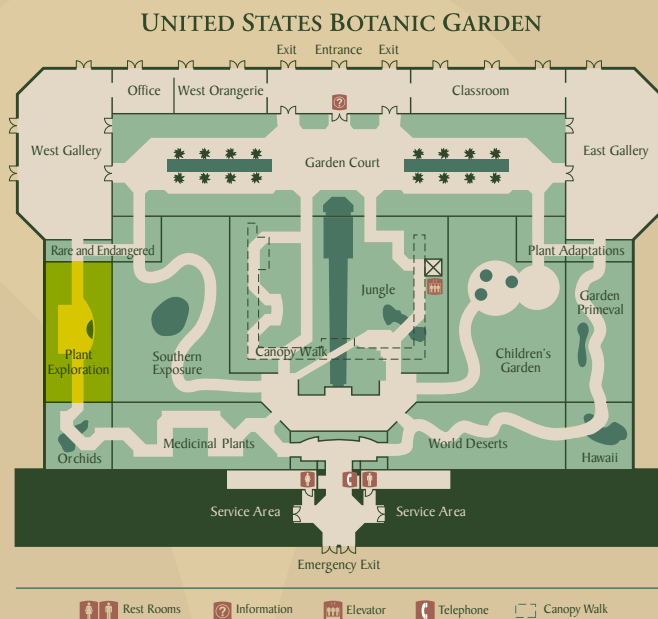 UNITED STATES BOTANIC GARDEN
Exit Entrance Exit
Office
West Orangerie
Classroom
West Gallery
Garden Court
East Gallery
Rare and Endangered
Plant Adaptations
Jungle
Garden
Primeval
Plant
Exploration
Southern
Exposure
Canopy Walk
Children's
Garden
Orchids
Medicinal Plants
World Deserts
Hawaii
Service Area
Service Area
Emergency Exit
Rest Rooms
Information
Elevator
Telephone
Canopy Walk